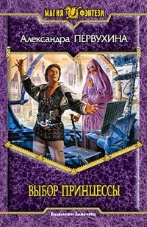 МАГИЯ ФЭНТЕЗИ
Александра ПЕРВУХИНА
ВЫБОР ПРИНЦЕССЫ